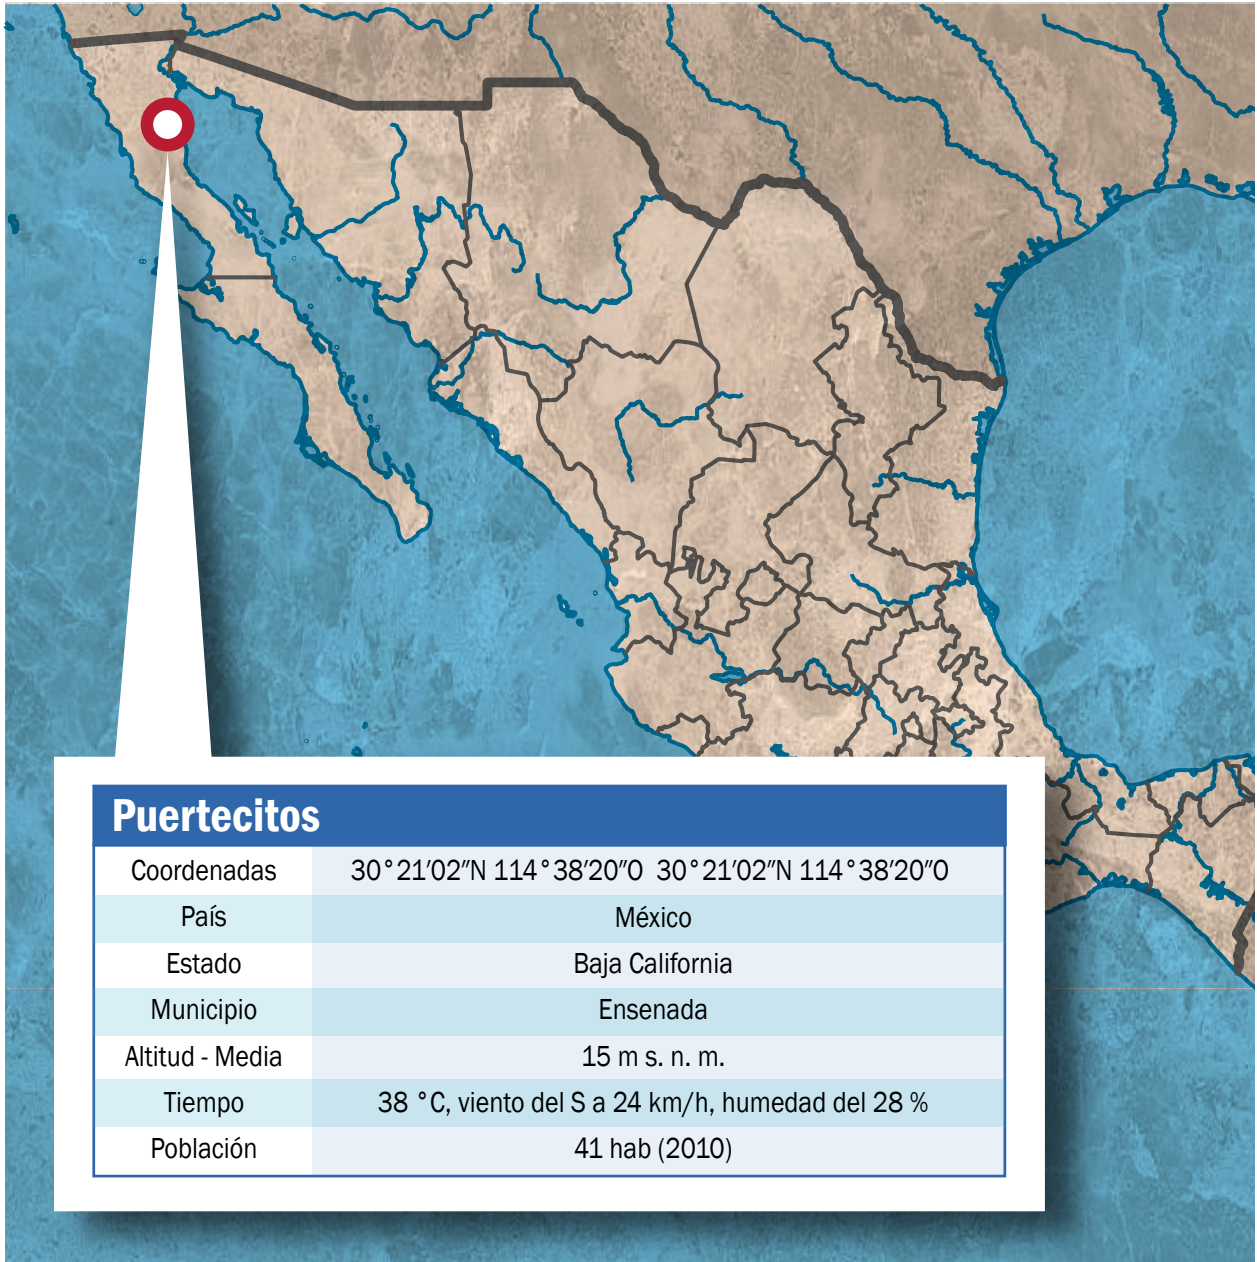 Puertecitos
Coordenadas 30°21′02″N 114°38′20″O 30°21′02″N 114°38′20″O
País México
Estado Baja California
Municipio Ensenada
Altitud - Media 15 m s. n. m.
Tiempo 38 °C, viento del S a 24 km/h, humedad del 28 %
Población 41 hab (2010)